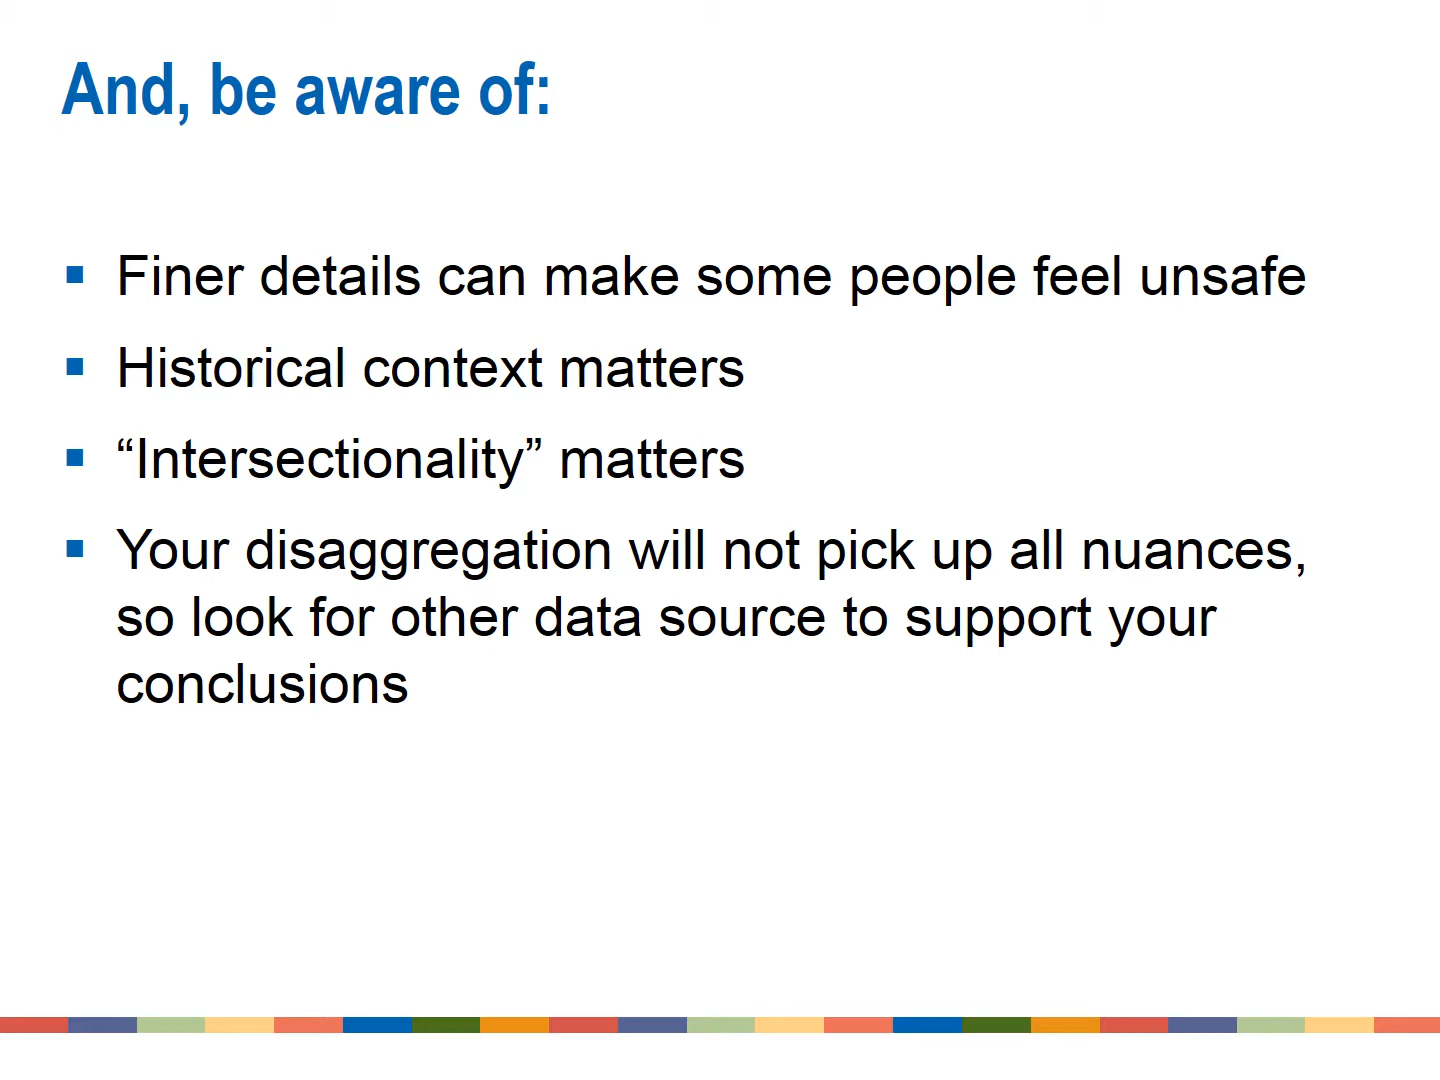 And, be aware of:
Finer details can make some people feel unsafe
Historical context matters
“Intersectionality” matters
Your disaggregation will not pick up all nuances,
so look for other data source to support your
conclusions